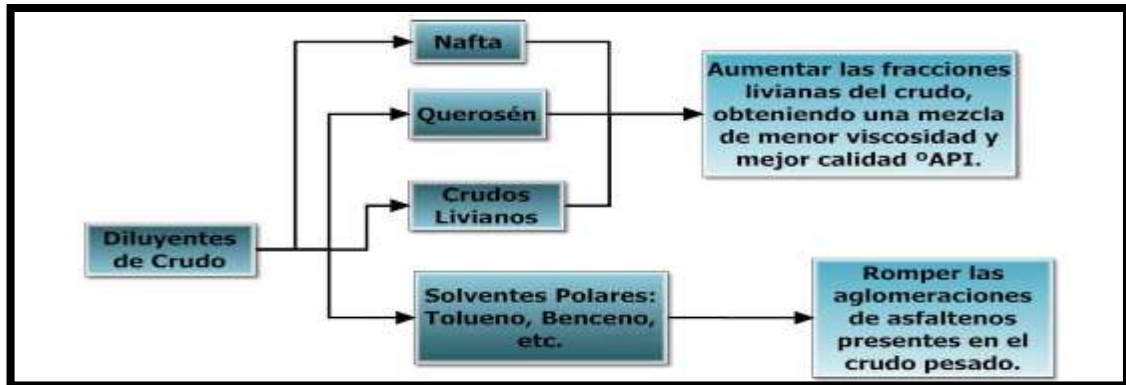 Nafta
Querosén
Crudos
Livianos
Diluyentes
de Crudo
Solventes Polares:
Tolueno, Benceno,
etc.
Aumentar las fracciones
livianas del crudo,
obteniendo una mezcla
de menor viscosidad y
mejor calidad ºAPI.
Romper las
aglomeraciones
de asfaltenos
presentes en el
crudo pesado.